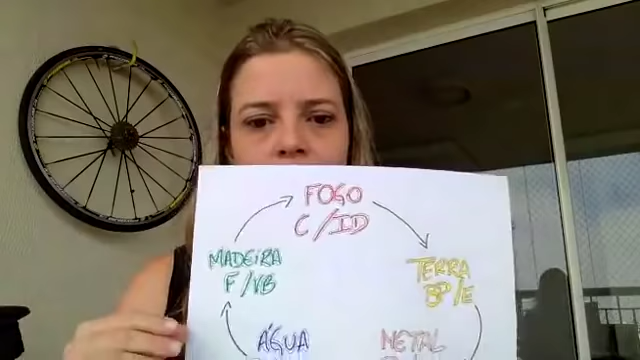 FOGO
C/ID
MADEIRA
F/VB
TERRA
BP/E
ÁGUA
METAL